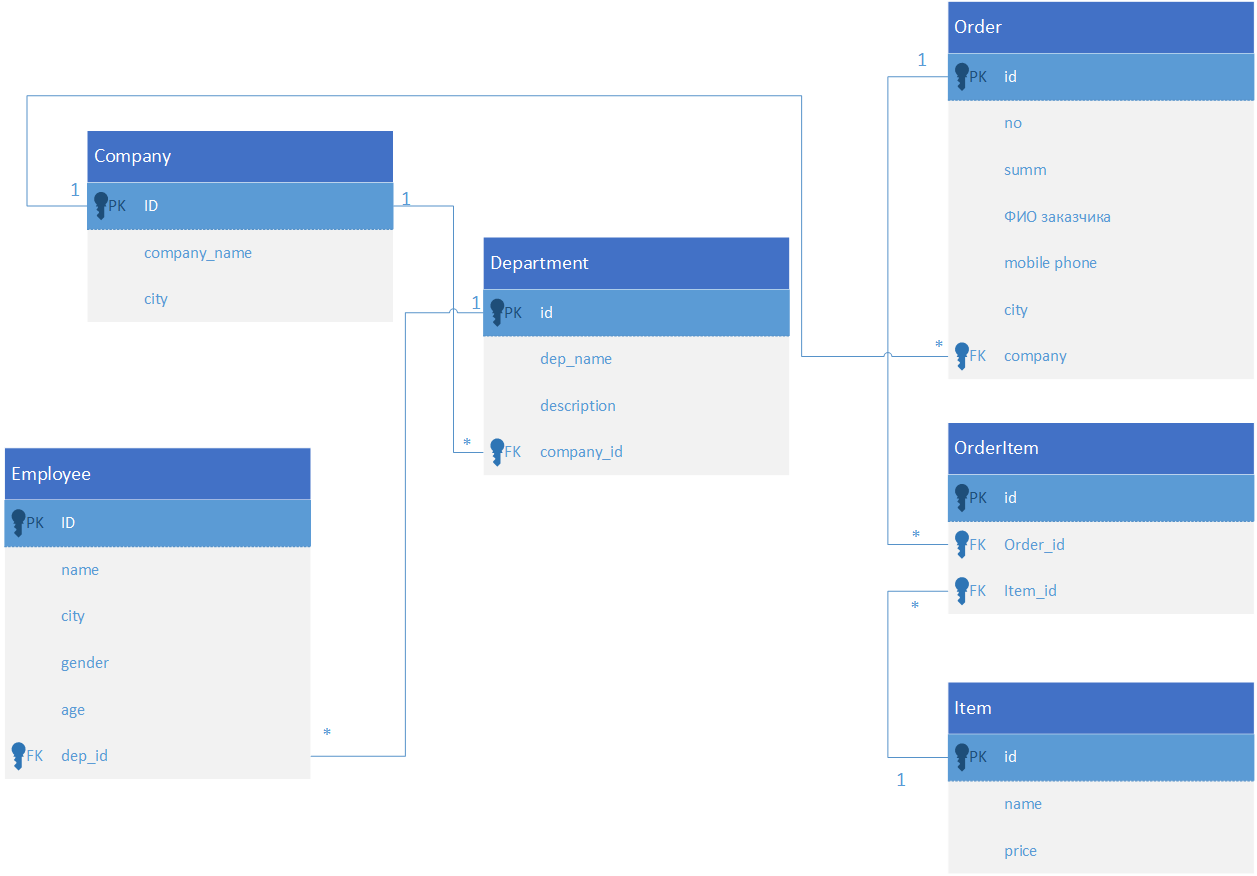 Order
1
PK id
no
summ
ФИО заказчика
mobile phone
city
*
FK company
Company
1
PK ID
1
company_name
city
Department
1
PK id
dep_name
description
*
FK company_id
Employee
PK ID
name
city
gender
age
*
FK dep_id
OrderItem
PK id
*
FK Order_id
FK Item_id
*
Item
PK id
1
name
price